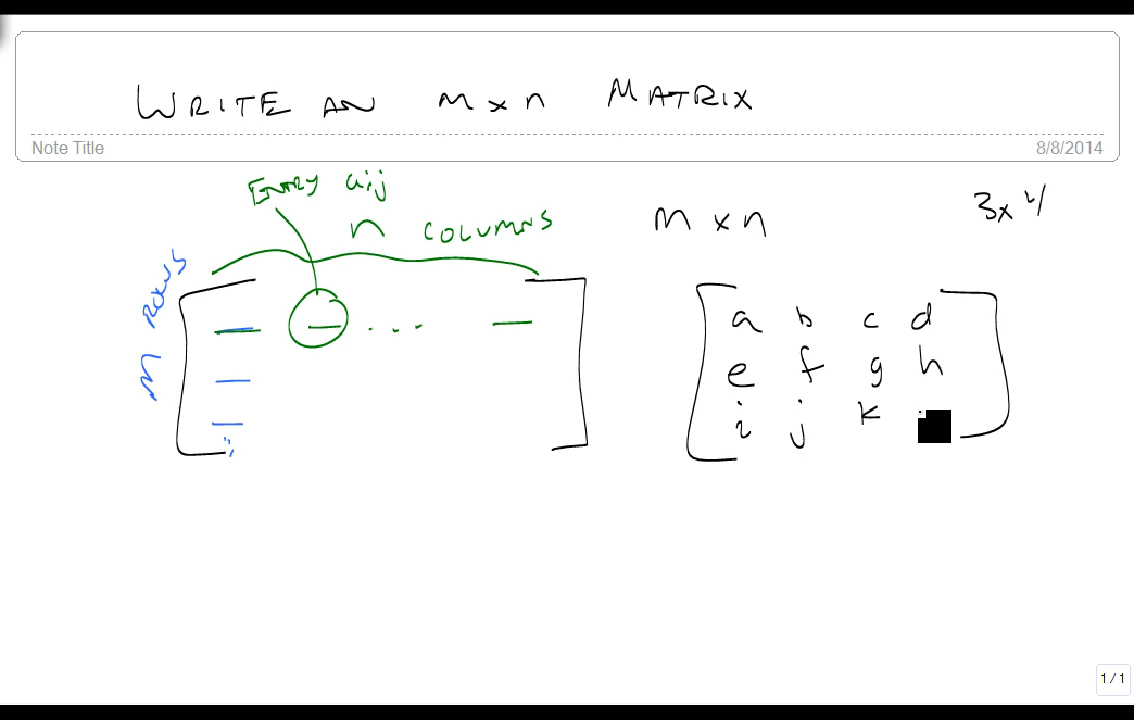 WRITE AN m x n MATRIX
Note Title
8/8/2014
ENTRY aij
n COLUMNS
m ROWS
...
m x n
3x4
a b c d
e f g h
i j k
1 / 1